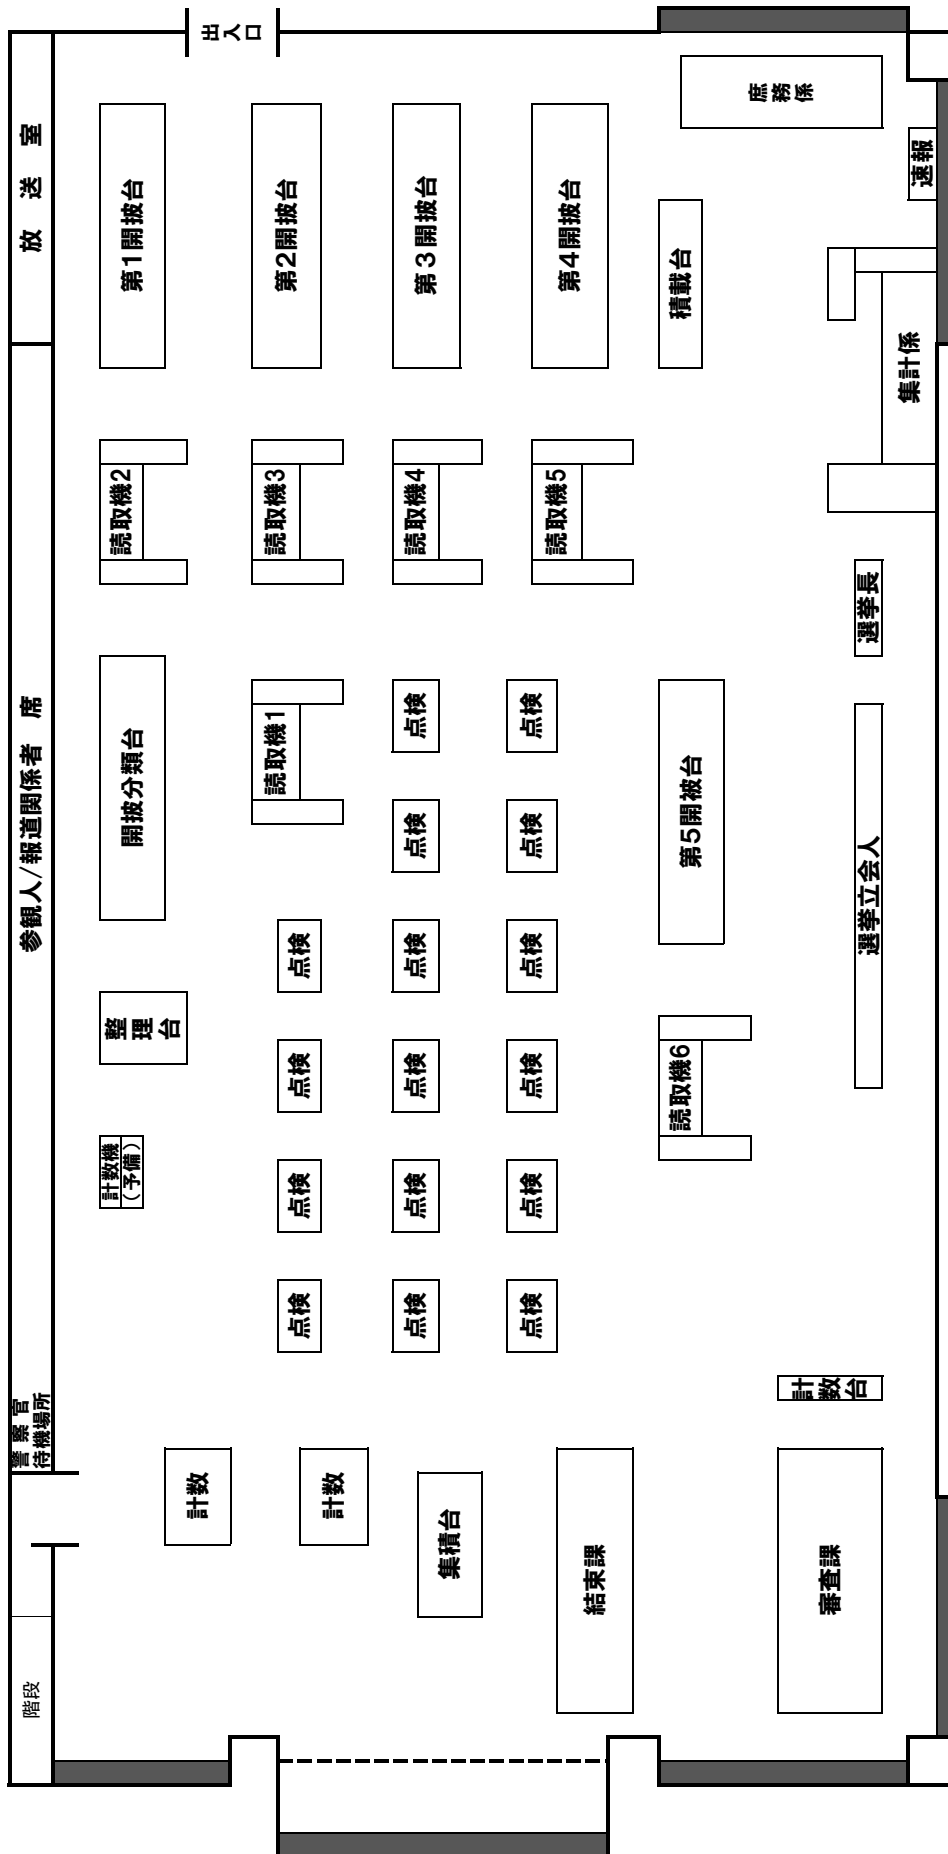 出入口
放送室
参観人/報道関係者 席
警察官
待機場所
階段
庶務係
速報
第1開披台
第2開披台
第3開披台
第4開披台
積載台
集計係
読取機2
読取機3
読取機4
読取機5
選挙長
開披分類台
読取機1
点検
点検
第5開被台
選挙立会人
点検
点検
点検
点検
点検
整理台
読取機6
点検
点検
点検
計数機
(予備)
点検
点検
点検
点検
点検
点検
計数台
計数
計数
集積台
結束課
審査課